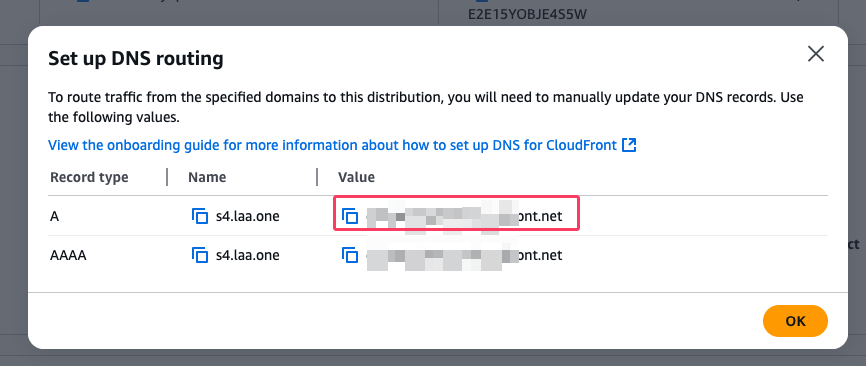 E2E15YOBJE4S5W
Set up DNS routing
To route traffic from the specified domains to this distribution, you will need to manually update your DNS records. Use
the following values.
View the onboarding guide for more information about how to set up DNS for CloudFront
Record type Name Value
A s4.laa.one ont.net
AAAA s4.laa.one ont.net
OK